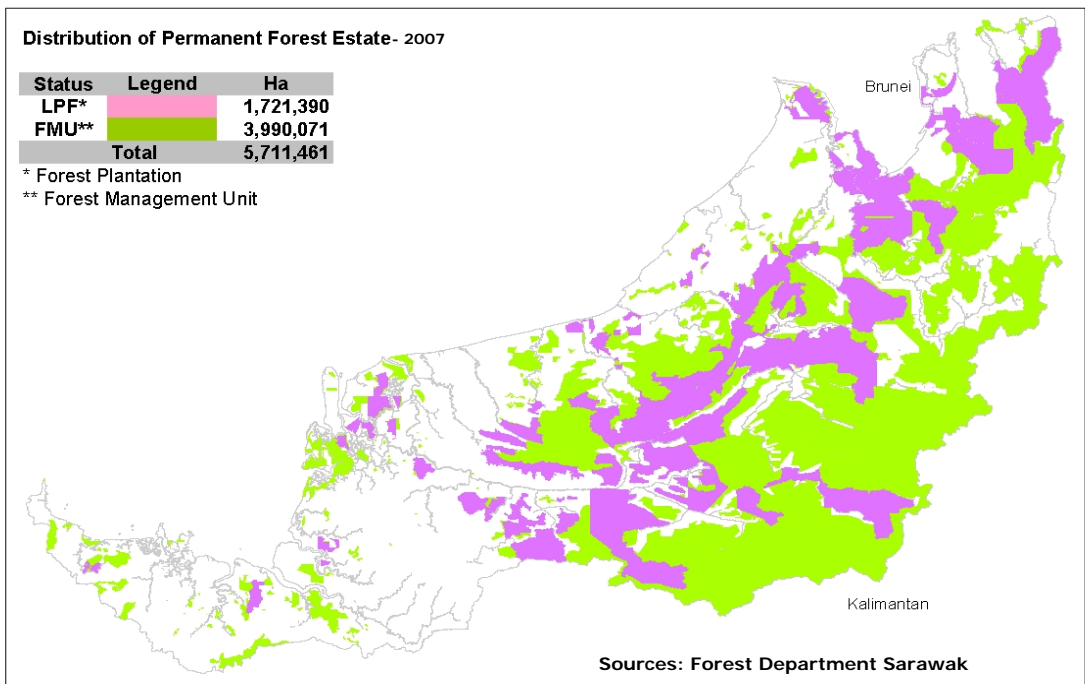 Distribution of Permanent Forest Estate- 2007
Status Legend Ha
LPF* 1,721,390
FMU** 3,990,071
Total 5,711,461
* Forest Plantation
** Forest Management Unit
Brunei
Kalimantan
Sources: Forest Department Sarawak